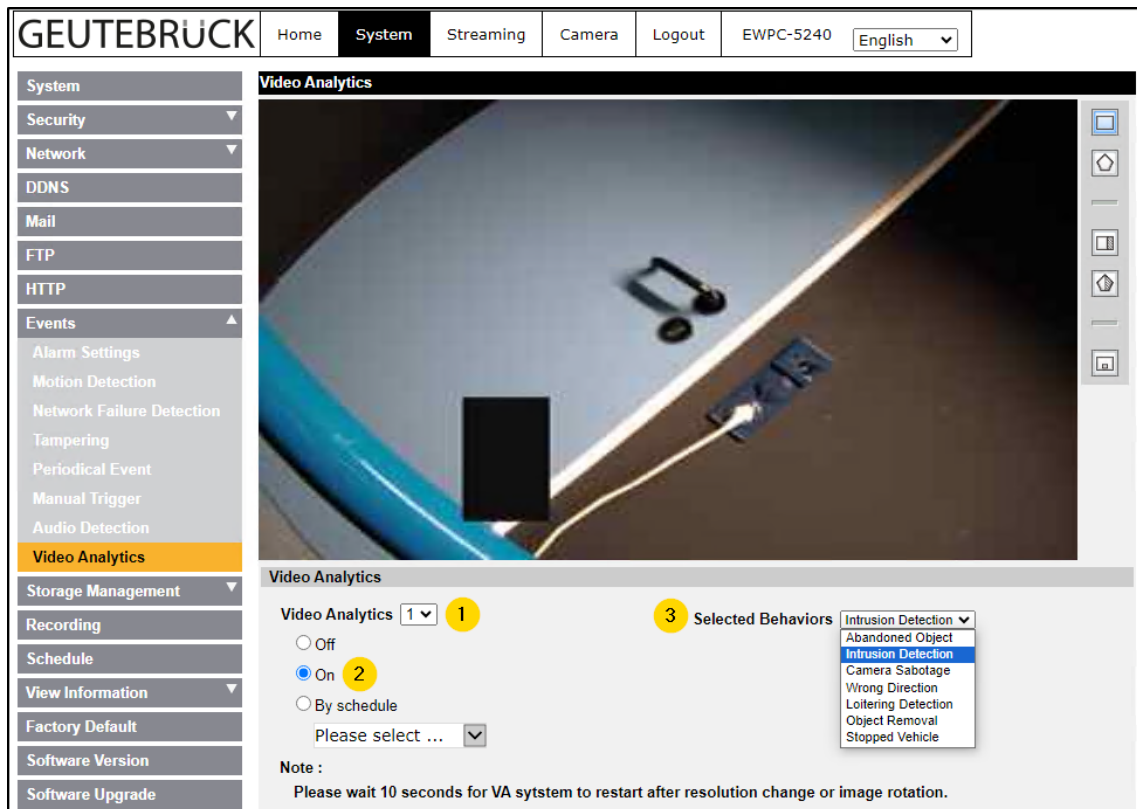 GEUTEBRÜCK
Home System Streaming Camera Logout EWPC-5240 English
System
Security
Network
DDNS
Mail
FTP
HTTP
Events
Alarm Settings
Motion Detection
Network Failure Detection
Tampering
Periodical Event
Manual Trigger
Audio Detection
Video Analytics
Storage Management
Recording
Schedule
View Information
Factory Default
Software Version
Software Upgrade
Video Analytics
Video Analytics
Video Analytics 1 1
Off
On 2
By schedule
Please select ...
3 Selected Behaviors Intrusion Detection
Abandoned Object
Intrusion Detection
Camera Sabotage
Wrong Direction
Loitering Detection
Object Removal
Stopped Vehicle
Note :
Please wait 10 seconds for VA sytstem to restart after resolution change or image rotation.